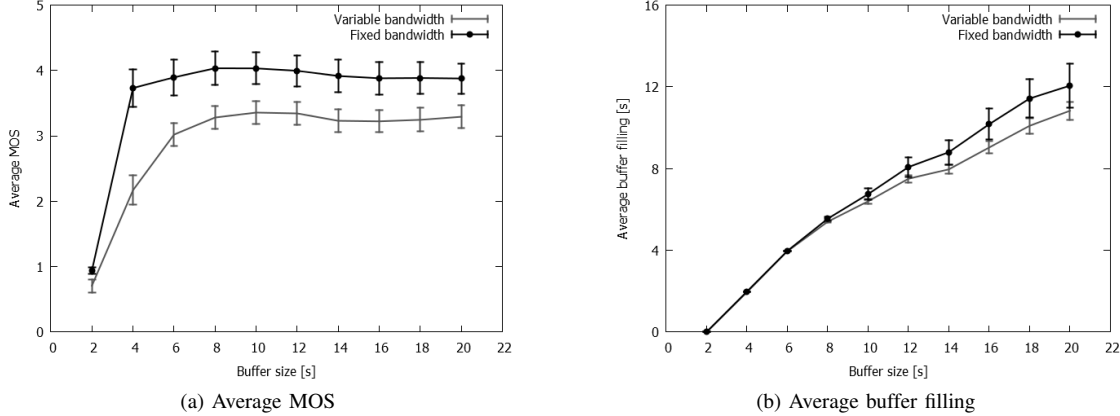 5
4
3
2
1
0
Average MOS
Variable bandwidth
Fixed bandwidth
0 2 4 6 8 10 12 14 16 18 20 22
Buffer size [s]
(a) Average MOS
16
12
8
4
0
Average buffer filling [s]
Variable bandwidth
Fixed bandwidth
0 2 4 6 8 10 12 14 16 18 20 22
Buffer size [s]
(b) Average buffer filling